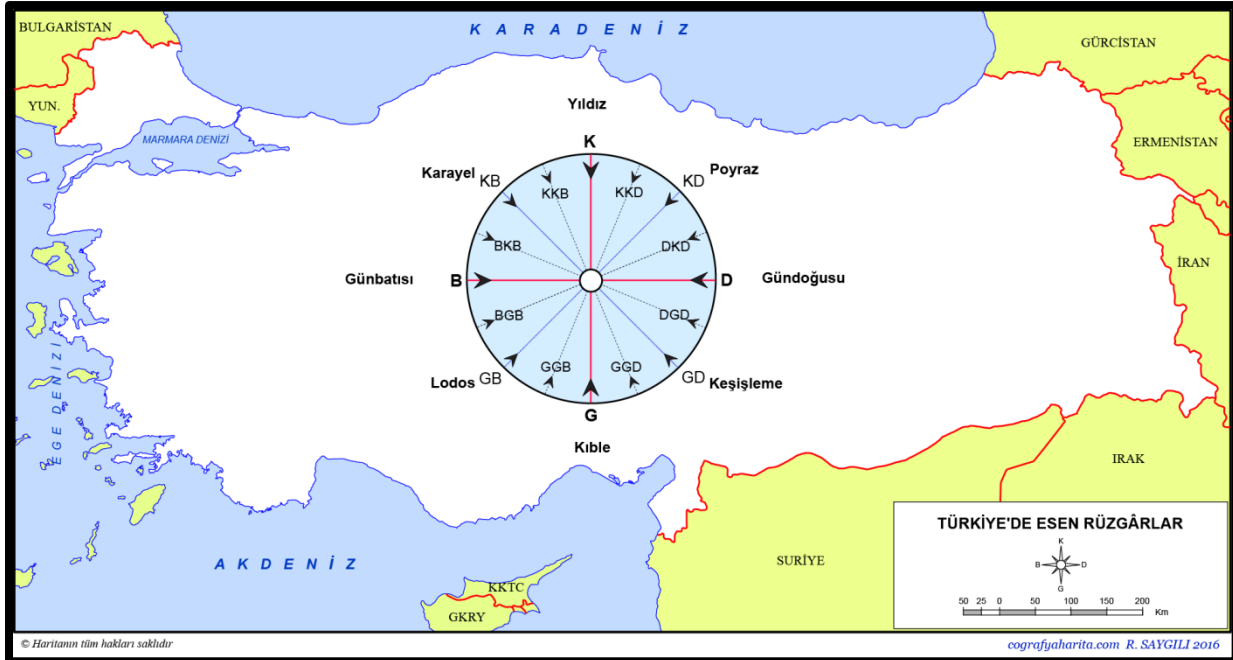 BULGARİSTAN
K A R A D E N İ Z
GÜRCİSTAN
YUN.
Yıldız
MARMARA DENİZİ
ERMENİSTAN
K
Karayel
KB
KKB
KKD
KD
Poyraz
BKB
DKD
İRAN
Günbatısı
B
D
Gündoğusu
BGB
DGD
EGE DENİZİ
Lodos
GB
GGB
GGD
GD
Keşişleme
G
Kıble
IRAK
TÜRKİYE'DE ESEN RÜZGÂRLAR
K
B
D
G
A K D E N İ Z
SURİYE
KKTC
GKRY
50 25 0 50 100 150 200
Km
© Haritanın tüm hakları saklıdır
cografyaharita.com R. SAYGILI 2016